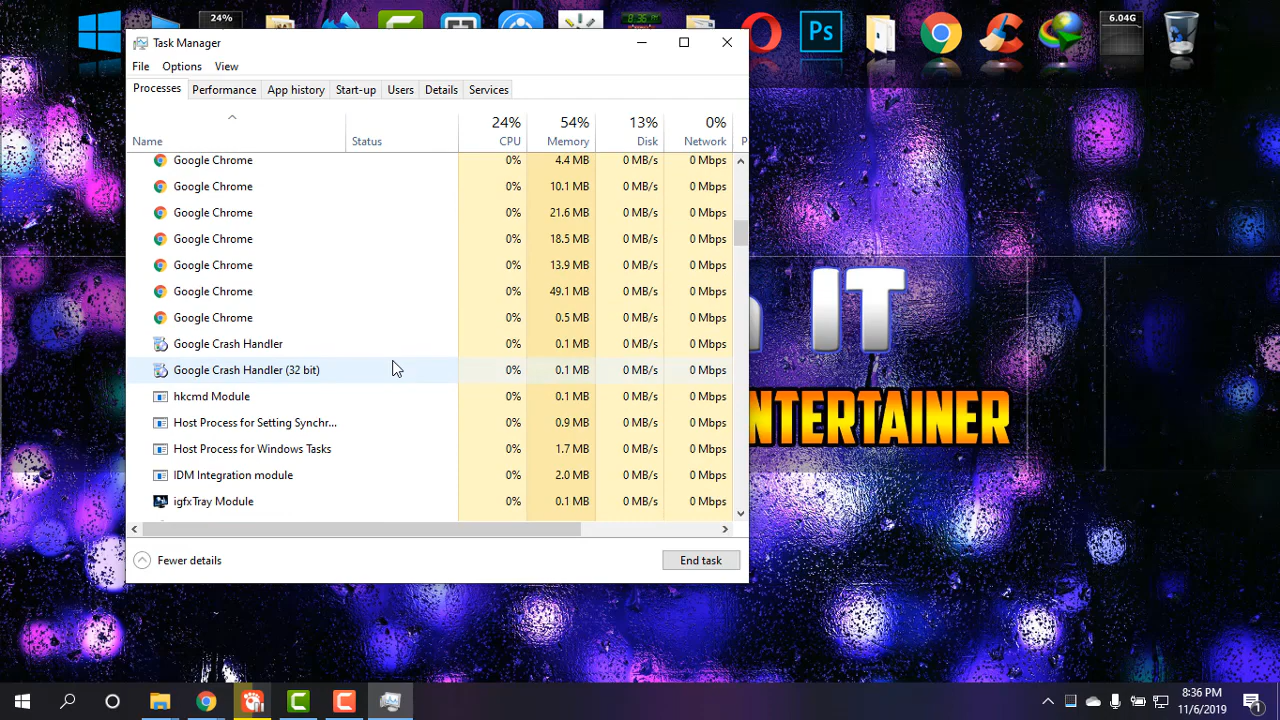 24%
8:36 PM
Ps
6.04G
Task Manager
File Options View
Processes Performance App history Start-up Users Details Services
24% 54% 13% 0%
Name Status CPU Memory Disk Network P
Google Chrome 0% 4.4 MB 0 MB/s 0 Mbps
Google Chrome 0% 10.1 MB 0 MB/s 0 Mbps
Google Chrome 0% 21.6 MB 0 MB/s 0 Mbps
Google Chrome 0% 18.5 MB 0 MB/s 0 Mbps
Google Chrome 0% 13.9 MB 0 MB/s 0 Mbps
Google Chrome 0% 49.1 MB 0 MB/s 0 Mbps
Google Chrome 0% 0.5 MB 0 MB/s 0 Mbps
Google Crash Handler 0% 0.1 MB 0 MB/s 0 Mbps
Google Crash Handler (32 bit) 0% 0.1 MB 0 MB/s 0 Mbps
hkcmd Module 0% 0.1 MB 0 MB/s 0 Mbps
Host Process for Setting Synchr... 0% 0.9 MB 0 MB/s 0 Mbps
Host Process for Windows Tasks 0% 1.7 MB 0 MB/s 0 Mbps
IDM Integration module 0% 2.0 MB 0 MB/s 0 Mbps
igfxTray Module 0% 0.1 MB 0 MB/s 0 Mbps
Fewer details End task
IT
NTERTAINER
8:36 PM
11/6/2019
1